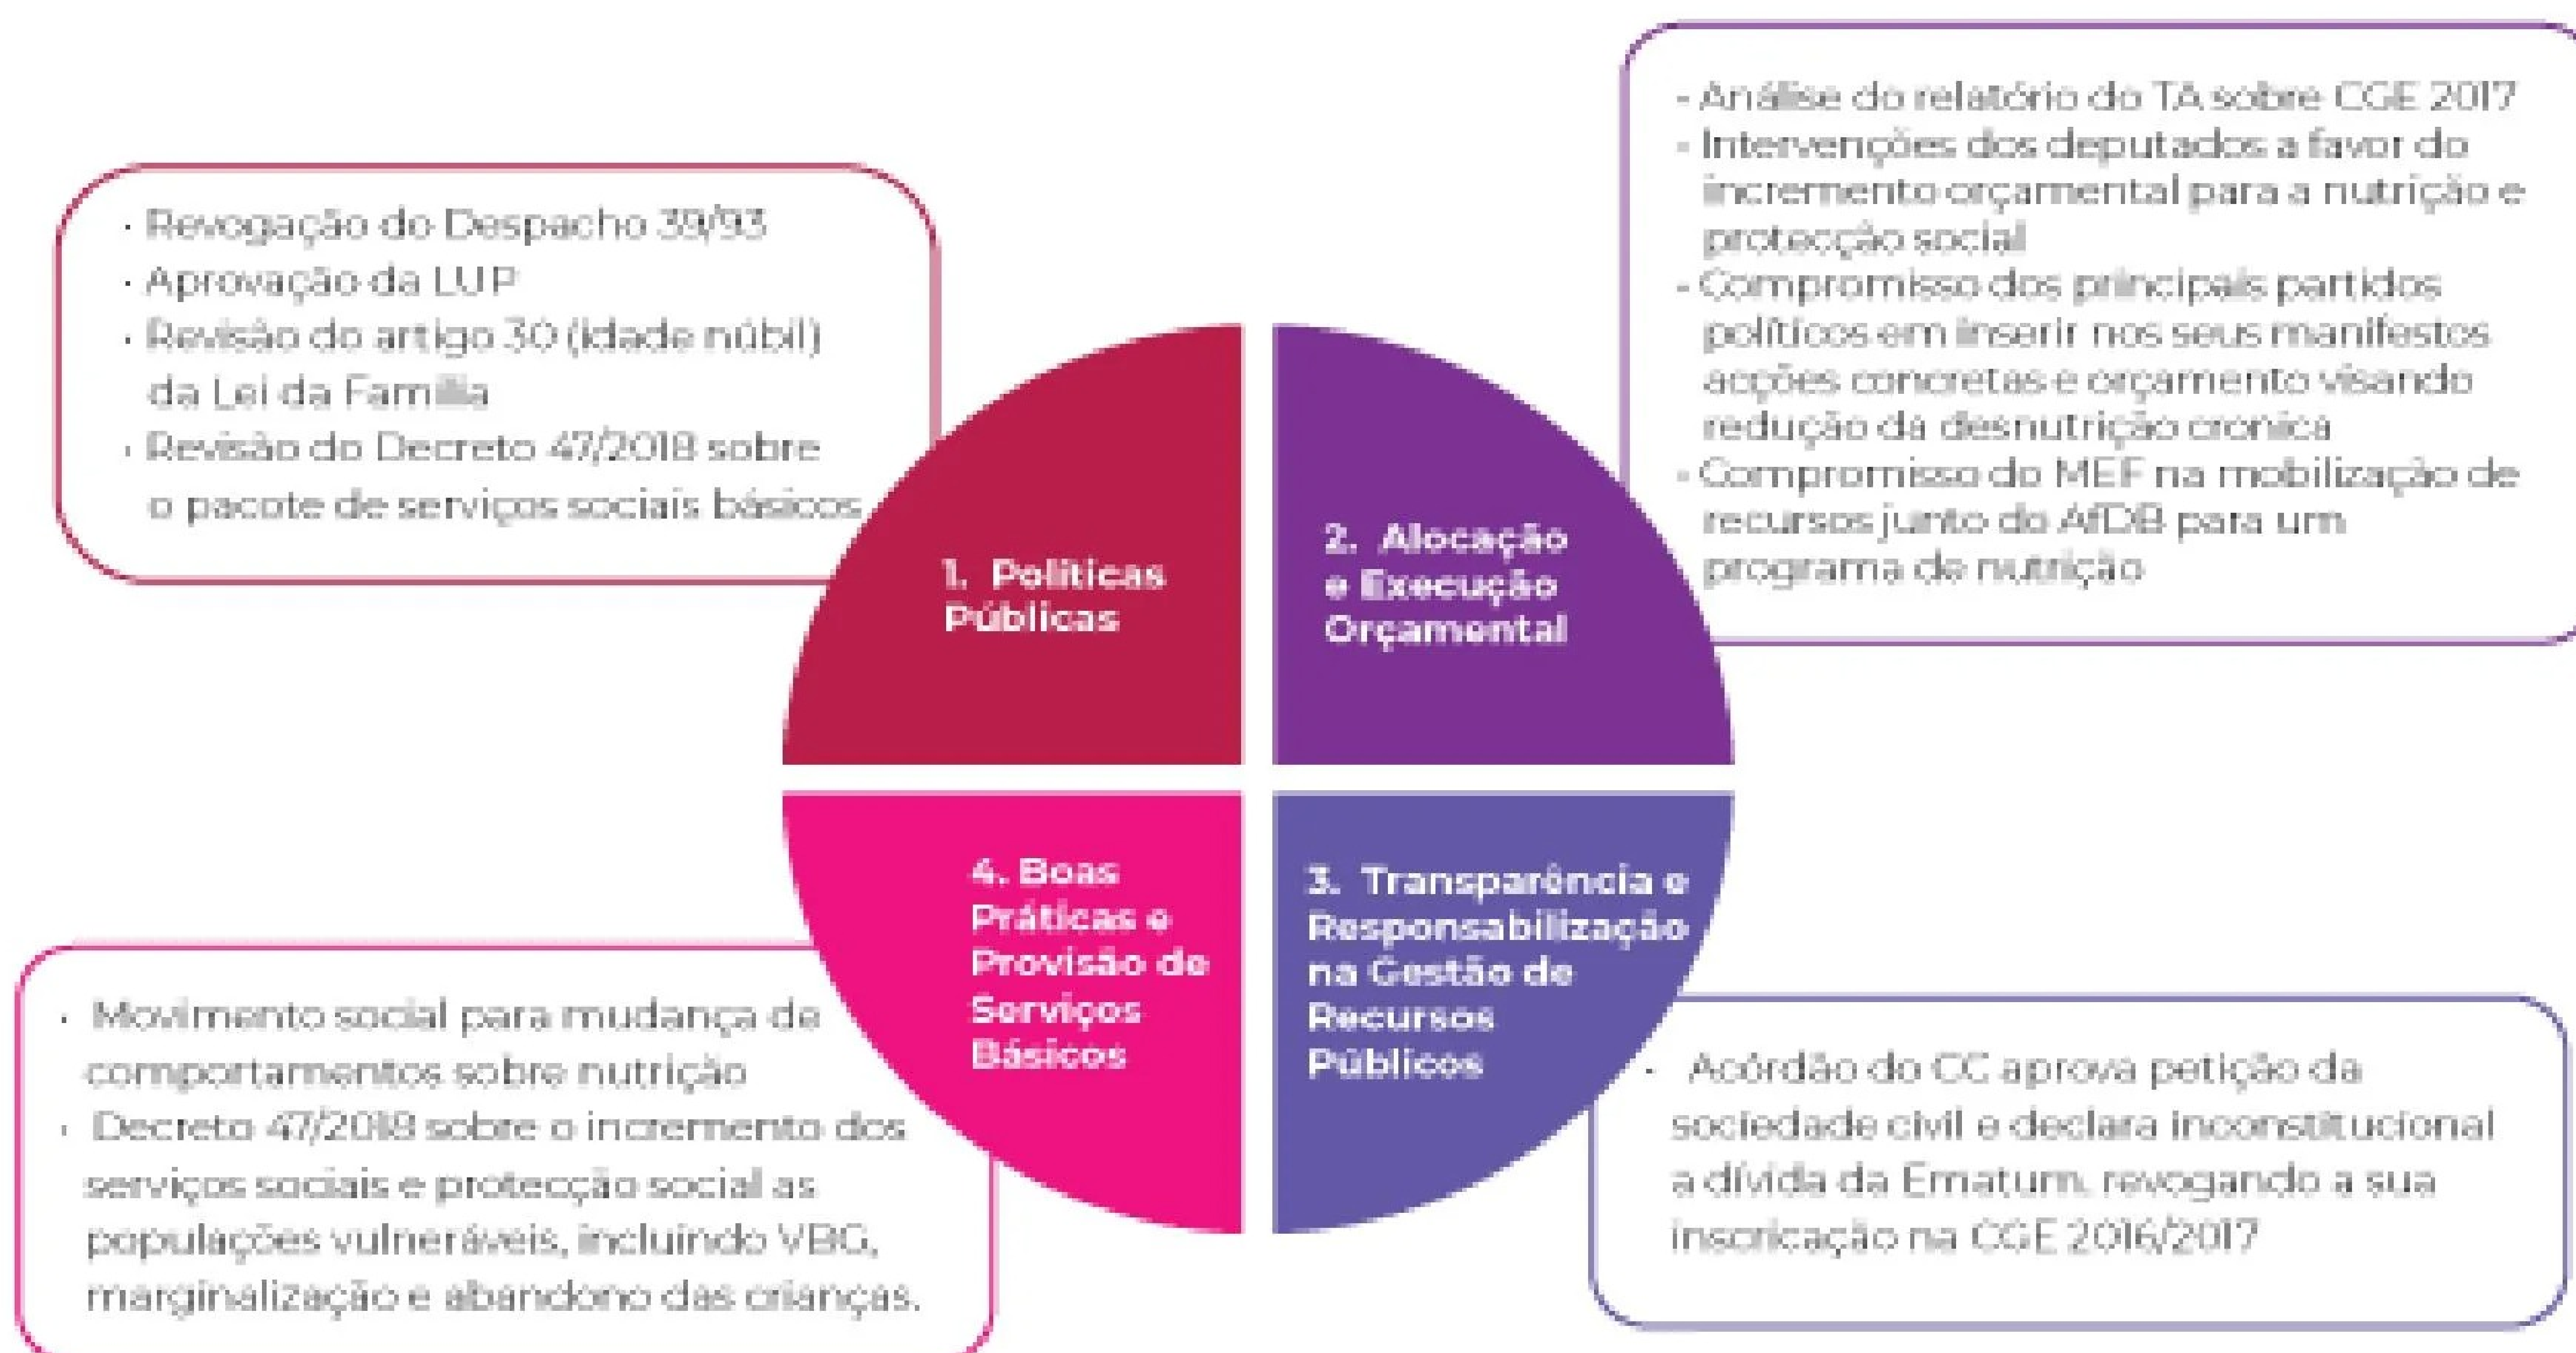 · Revogação do Despacho 39/93
· Aprovação da LUP
· Revisão do artigo 30 (idade núbil)
da Lei da Família
· Revisão do Decreto 47/2018 sobre
o pacote de serviços sociais básicos
1. Políticas
Públicas
- Análise do relatório do TA sobre CGE 2017
- Intervenções dos deputados a favor do
incremento orçamental para a nutrição e
protecção social
- Compromisso dos principais partidos
políticos em inserir nos seus manifestos
acções concretas e orçamento visando
redução da desnutrição cronica
- Compromisso do MEF na mobilização de
recursos junto do AfDB para um
programa de nutrição
2. Alocação
e Execução
Orçamental
3. Transparência e
Responsabilização
na Gestão de
Recursos
Públicos
· Acórdão do CC aprova petição da
sociedade civil e declara inconstitucional
a dívida da Ematum, revogando a sua
inscricação na CGE 2016/2017
4. Boas
Práticas e
Provisão de
Serviços
Básicos
· Movimento social para mudança de
comportamentos sobre nutrição
· Decreto 47/2018 sobre o incremento dos
serviços sociais e protecção social as
populações vulneráveis, incluindo VBG,
marginalização e abandono das crianças.